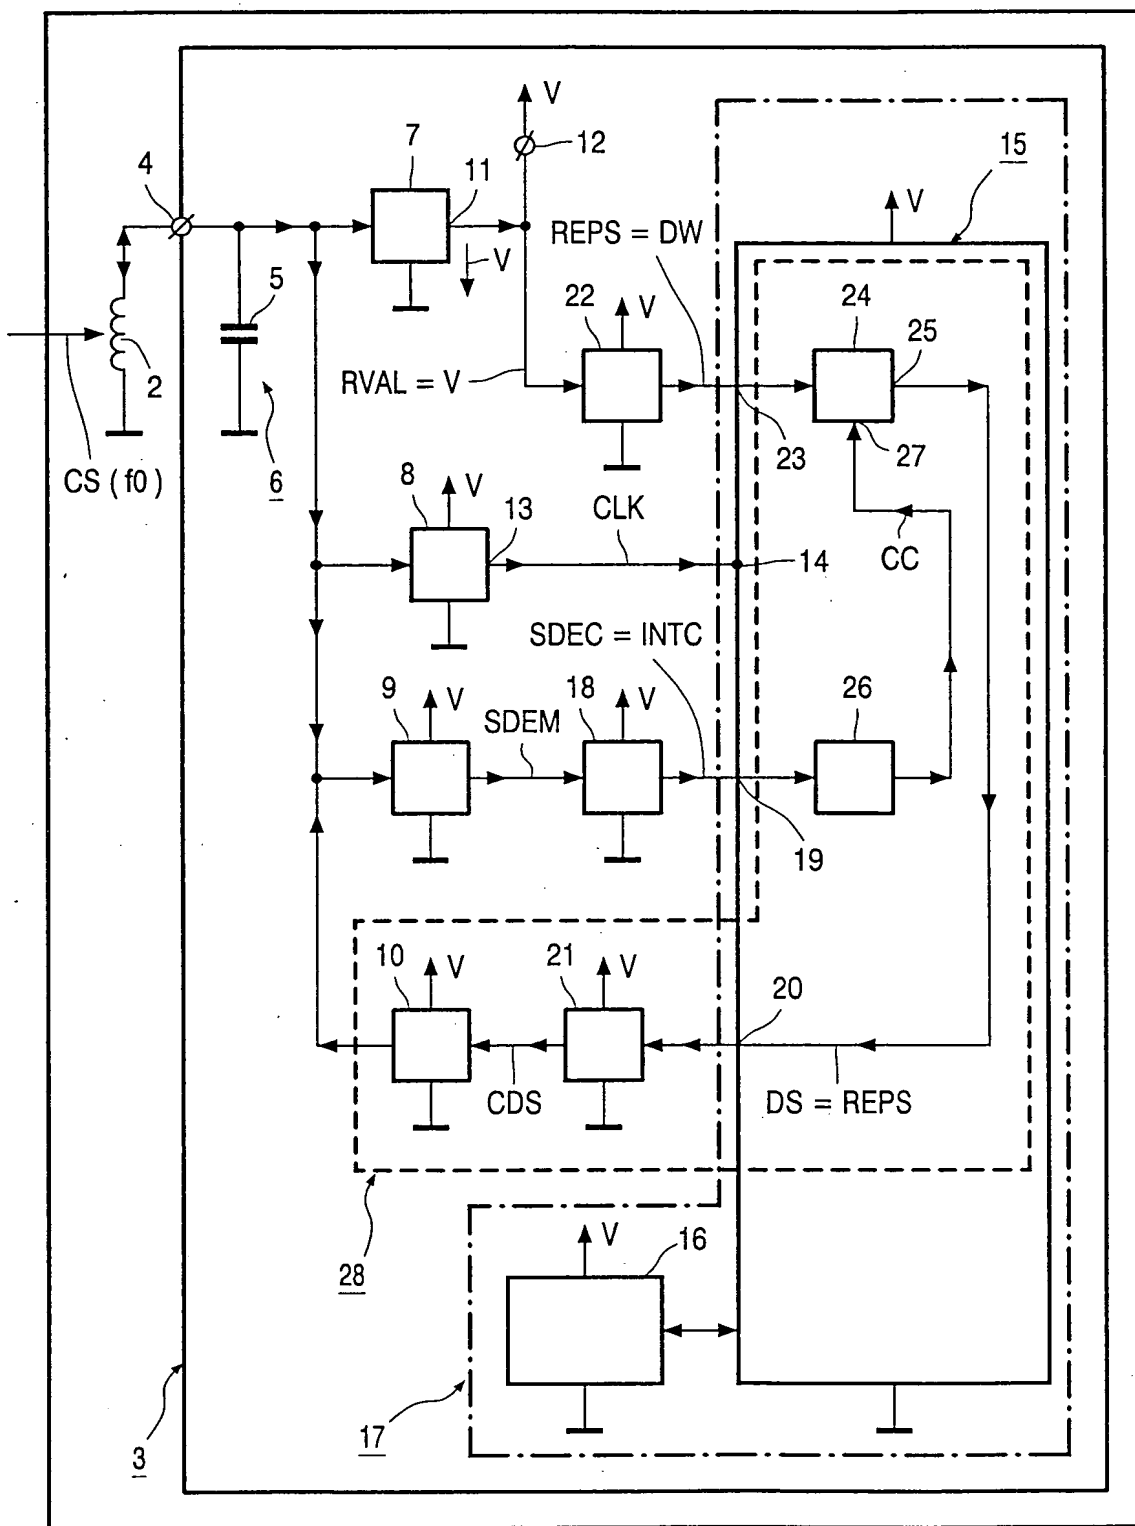 V
12
7
11
15
4
V
REPS = DW
V
5
22
V
24
25
2
RVAL = V
23
27
CS ( f0 )
6
8
V
13
CLK
14
CC
SDEC = INTC
9
V
SDEM
18
V
26
19
10
V
21
V
20
CDS
DS = REPS
28
V
16
17
3